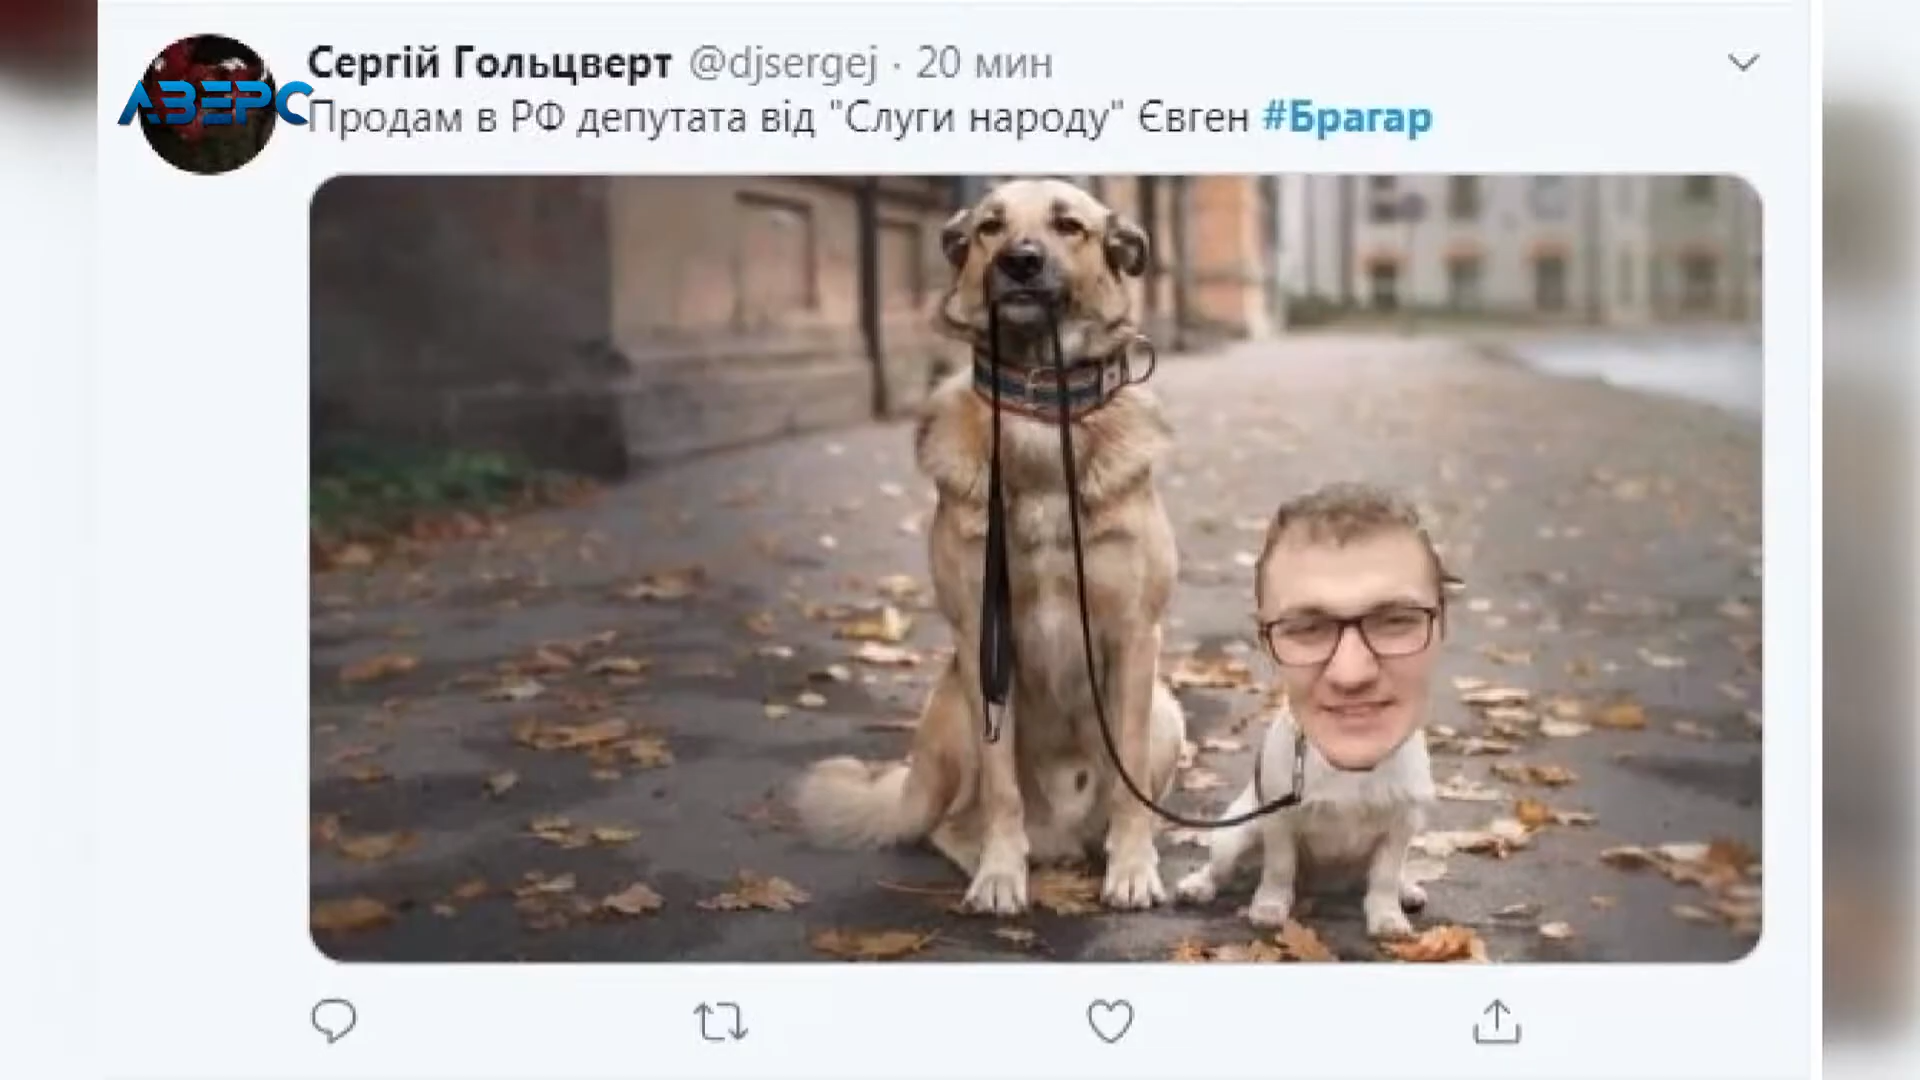 Сергій Гольцверт @djsergej · 20 мин
АВЕРС
Продам в РФ депутата від "Слуги народу" Євген #Брагар